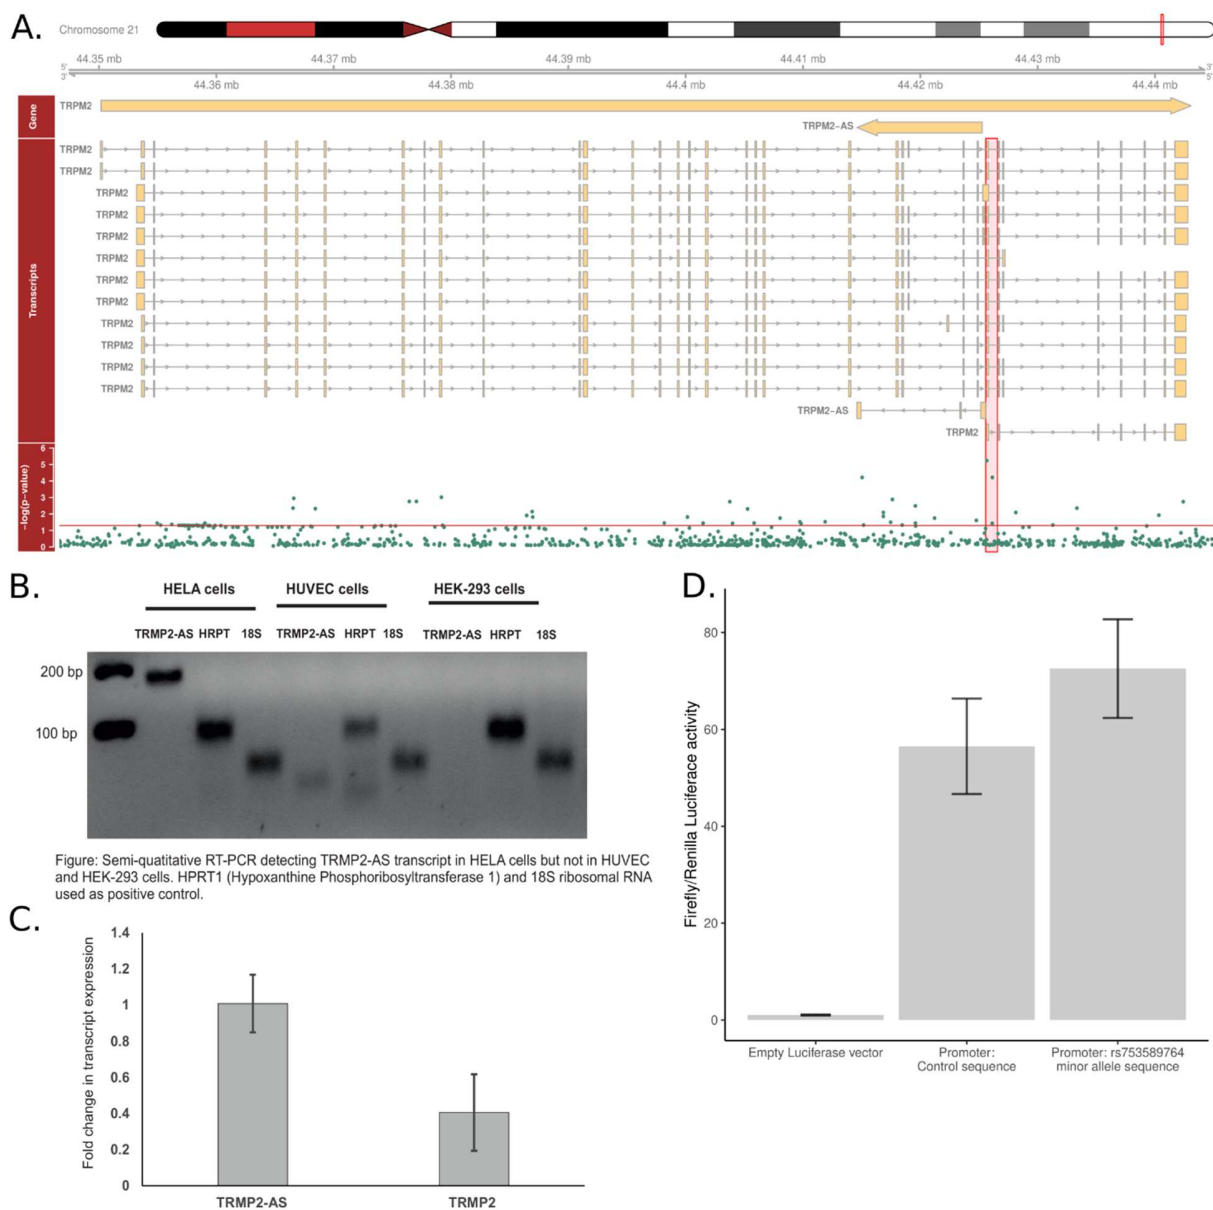 A.
Chromosome 21
44.35 mb 44.37 mb 44.39 mb 44.41 mb 44.43 mb
5' 3'
3' 5'
44.36 mb 44.38 mb 44.4 mb 44.42 mb 44.44 mb
Gene
TRPM2
TRPM2-AS
Transcripts
TRPM2
TRPM2
TRPM2
TRPM2
TRPM2
TRPM2
TRPM2
TRPM2
TRPM2
TRPM2
TRPM2
TRPM2
TRPM2-AS
TRPM2
-log(p-value)
6
5
4
3
2
1
0
B.
HELA cells HUVEC cells HEK-293 cells
TRMP2-AS HRPT 18S TRMP2-AS HRPT 18S TRMP2-AS HRPT 18S
200 bp
100 bp
Figure: Semi-quatitative RT-PCR detecting TRMP2-AS transcript in HELA cells but not in HUVEC
and HEK-293 cells. HPRT1 (Hypoxanthine Phosphoribosyltransferase 1) and 18S ribosomal RNA
used as positive control.
C.
Fold change in transcript expression
1.4
1.2
1
0.8
0.6
0.4
0.2
0
TRMP2-AS TRMP2
D.
Firefly/Renilla Luciferace activity
80
60
40
20
0
Empty Luciferase vector
Promoter:
Control sequence
Promoter: rs753589764
minor allele sequence